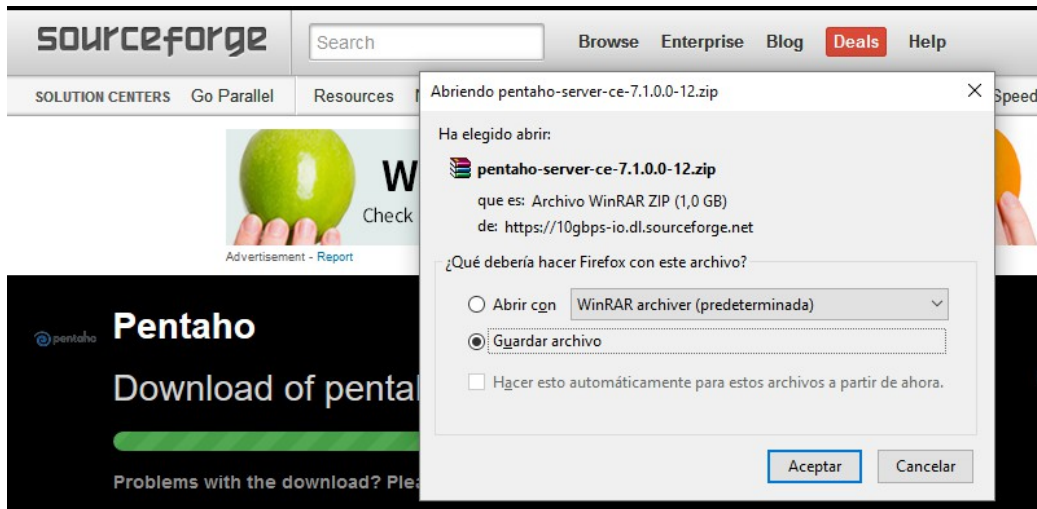 sourceforge
Search
Browse Enterprise Blog Deals Help
SOLUTION CENTERS Go Parallel Resources
Speed
Abriendo pentaho-server-ce-7.1.0.0-12.zip
Ha elegido abrir:
pentaho-server-ce-7.1.0.0-12.zip
que es: Archivo WinRAR ZIP (1,0 GB)
de: https://10gbps-io.dl.sourceforge.net
¿Qué debería hacer Firefox con este archivo?
Abrir con WinRAR archiver (predeterminada)
Guardar archivo
Hacer esto automáticamente para estos archivos a partir de ahora.
Aceptar Cancelar
W
Check
Advertisement - Report
pentaho
Pentaho
Download of penta
Problems with the download? Plea